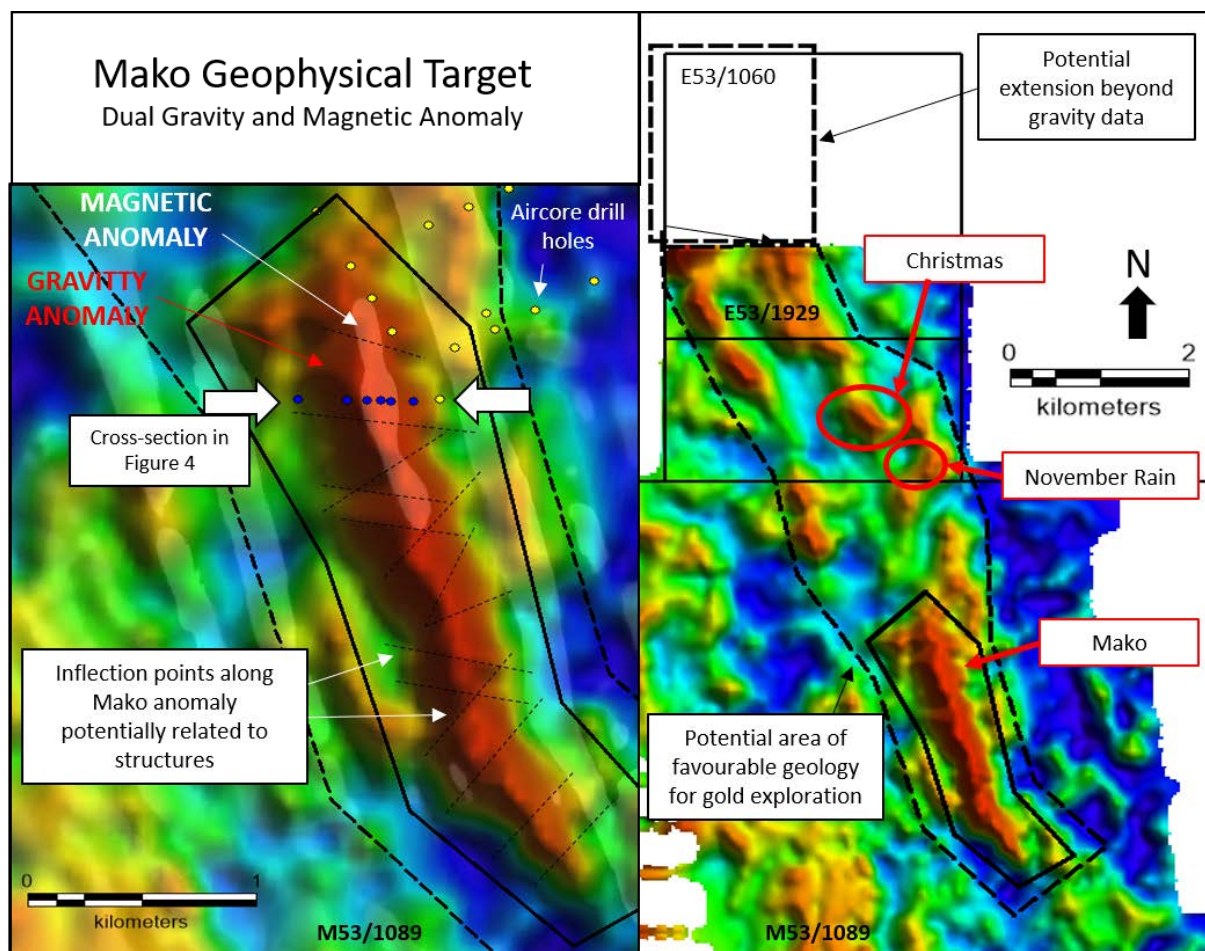 Mako Geophysical Target
Dual Gravity and Magnetic Anomaly
MAGNETIC
ANOMALY
GRAVITTY
ANOMALY
Aircore drill
holes
Cross-section in
Figure 4
Inflection points along
Mako anomaly
potentially related to
structures
0
1
kilometers
M53/1089
E53/1060
Potential
extension beyond
gravity data
Christmas
N
E53/1929
0
2
kilometers
November Rain
Mako
Potential area of
favourable geology
for gold exploration
M53/1089